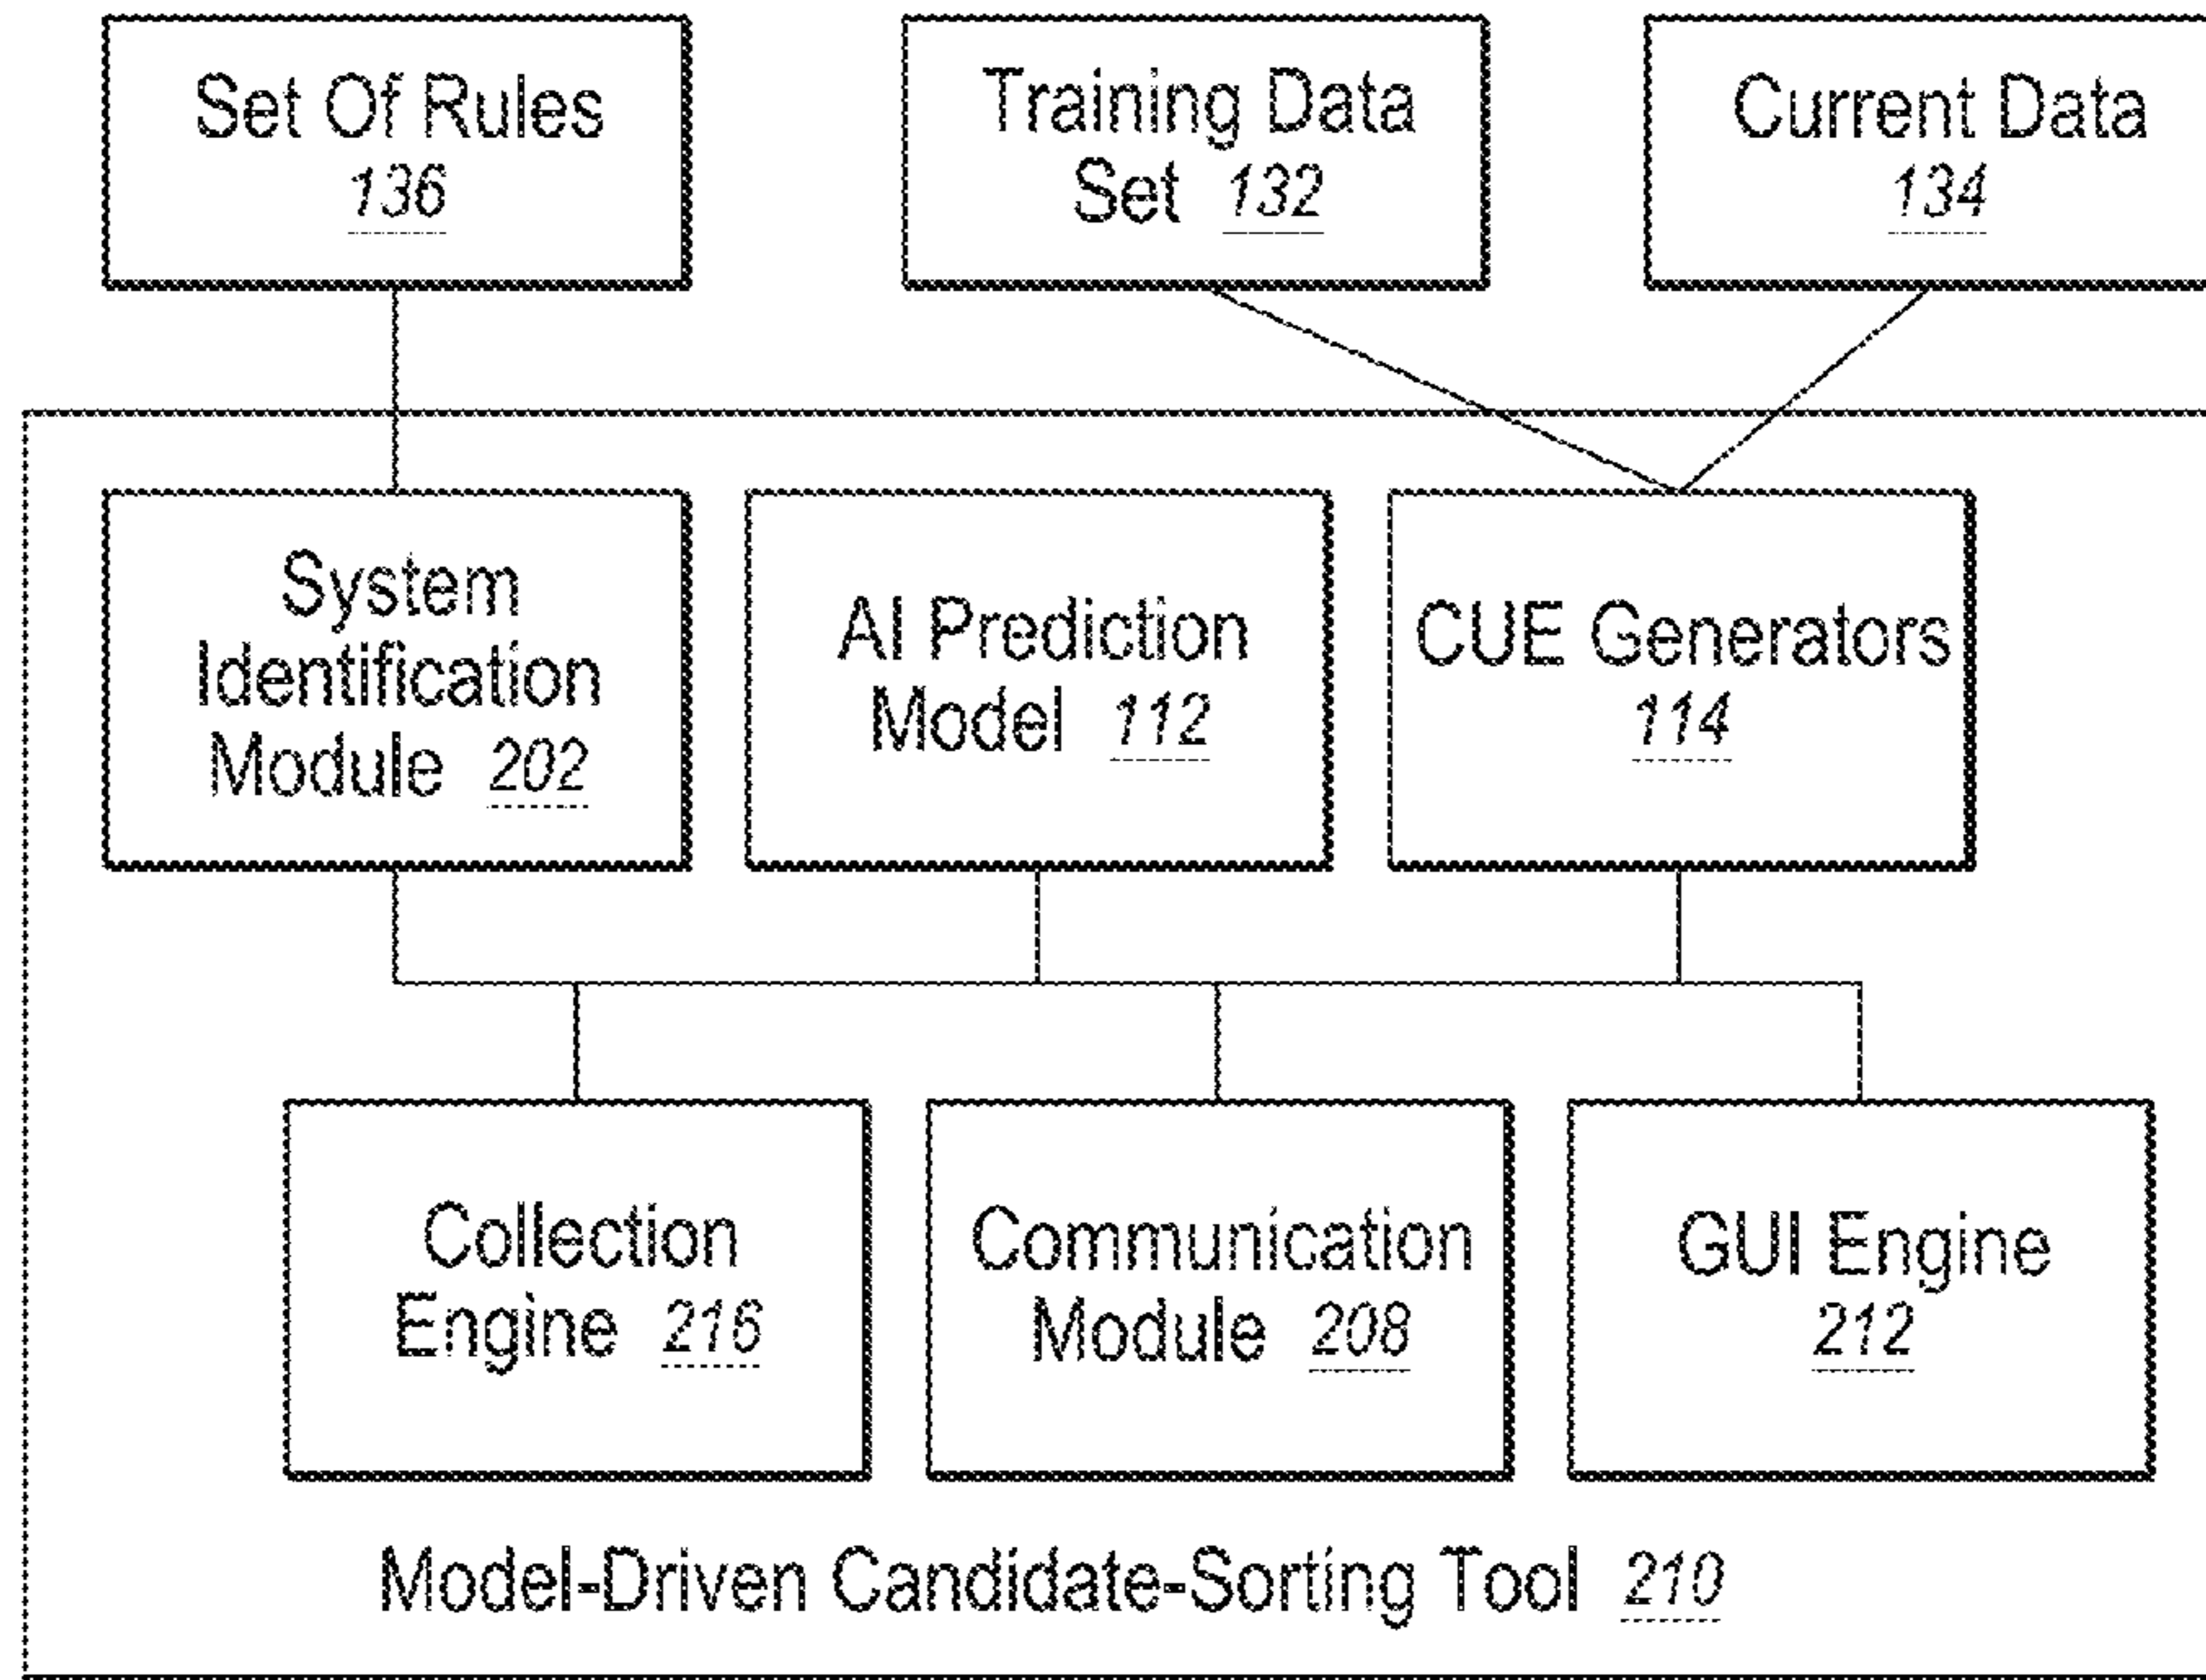 Set Of Rules
136
Training Data
Set 132
Current Data
134
System
Identification
Module 202
AI Prediction
Model 112
CUE Generators
114
Collection
Engine 216
Communication
Module 208
GUI Engine
212
Model-Driven Candidate-Sorting Tool 210